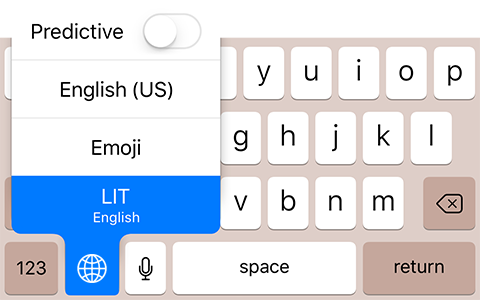 Predictive
English (US)
Emoji
LIT
English
y u i o p
g h j k l
v b n m
123
space
return